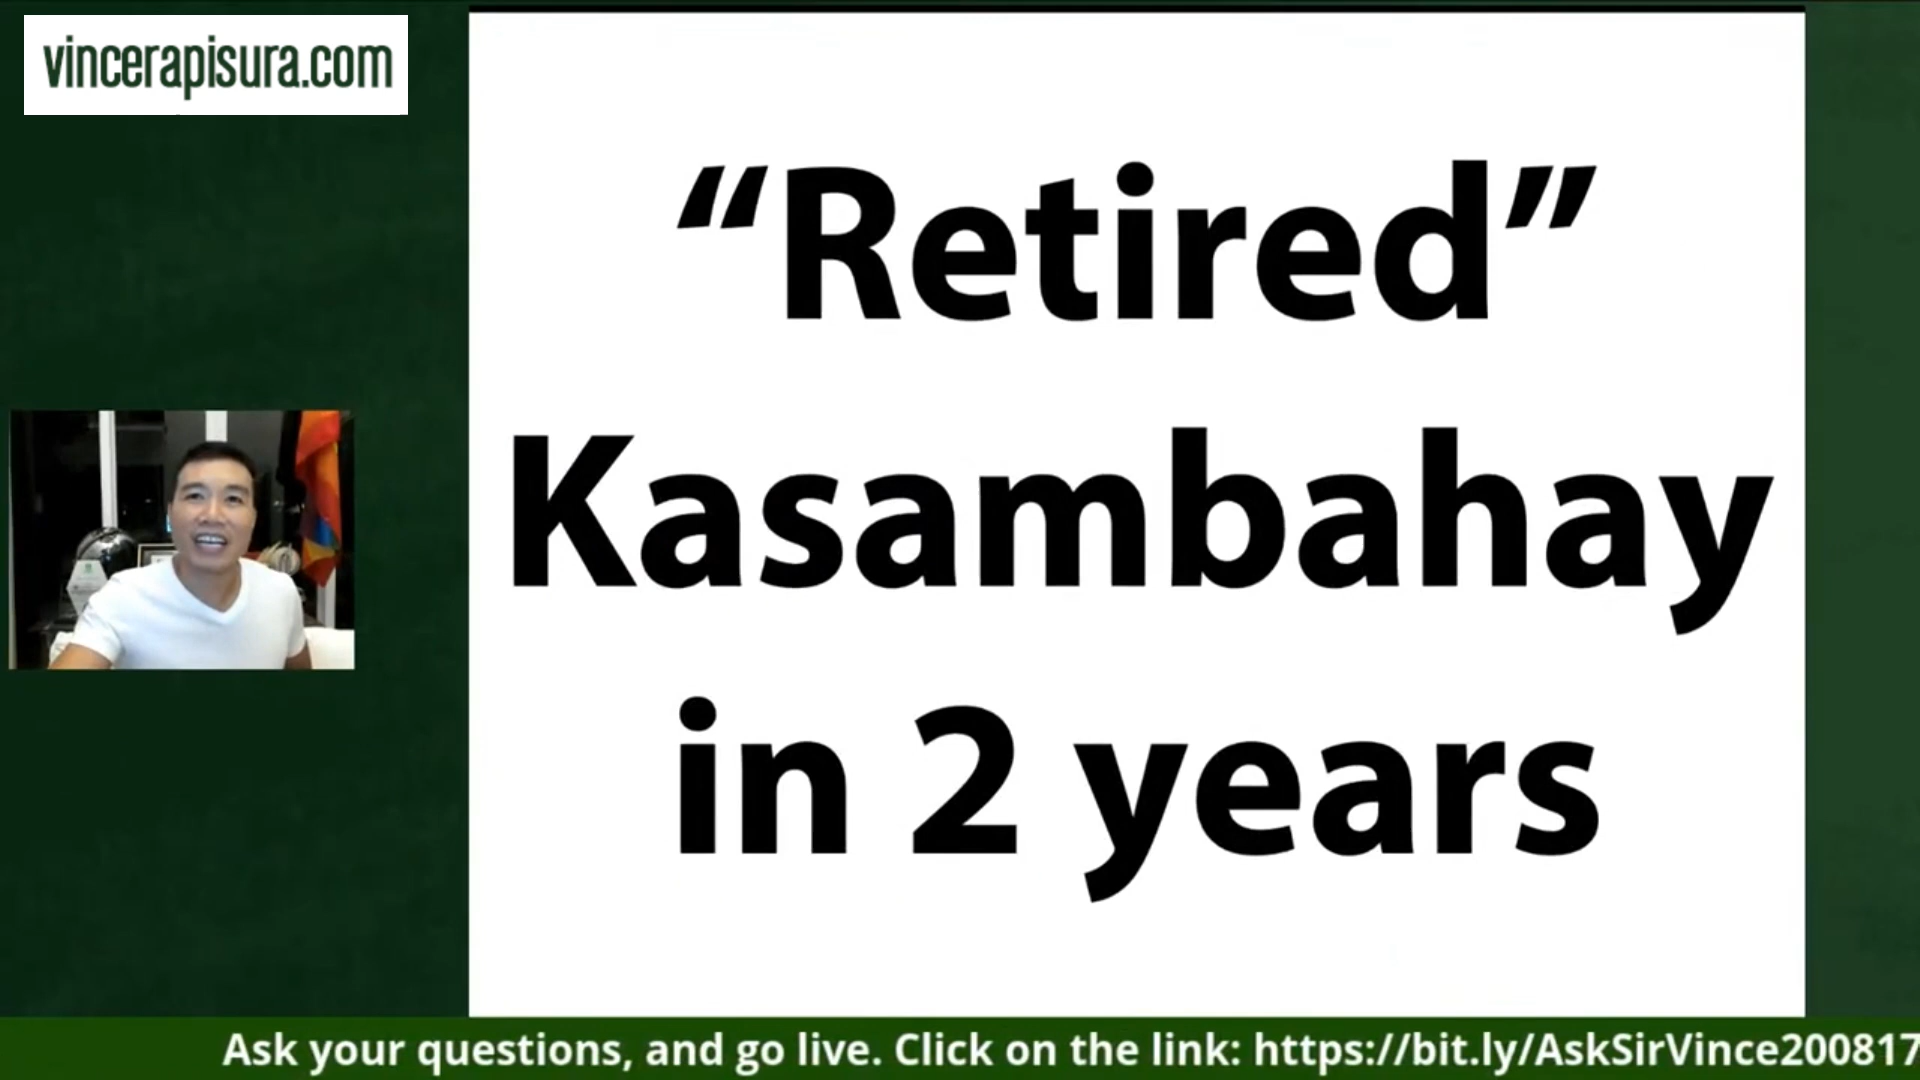 vincerapisura.com
“Retired”
Kasambahay
in 2 years
Ask your questions, and go live. Click on the link: https://bit.ly/AskSirVince200817